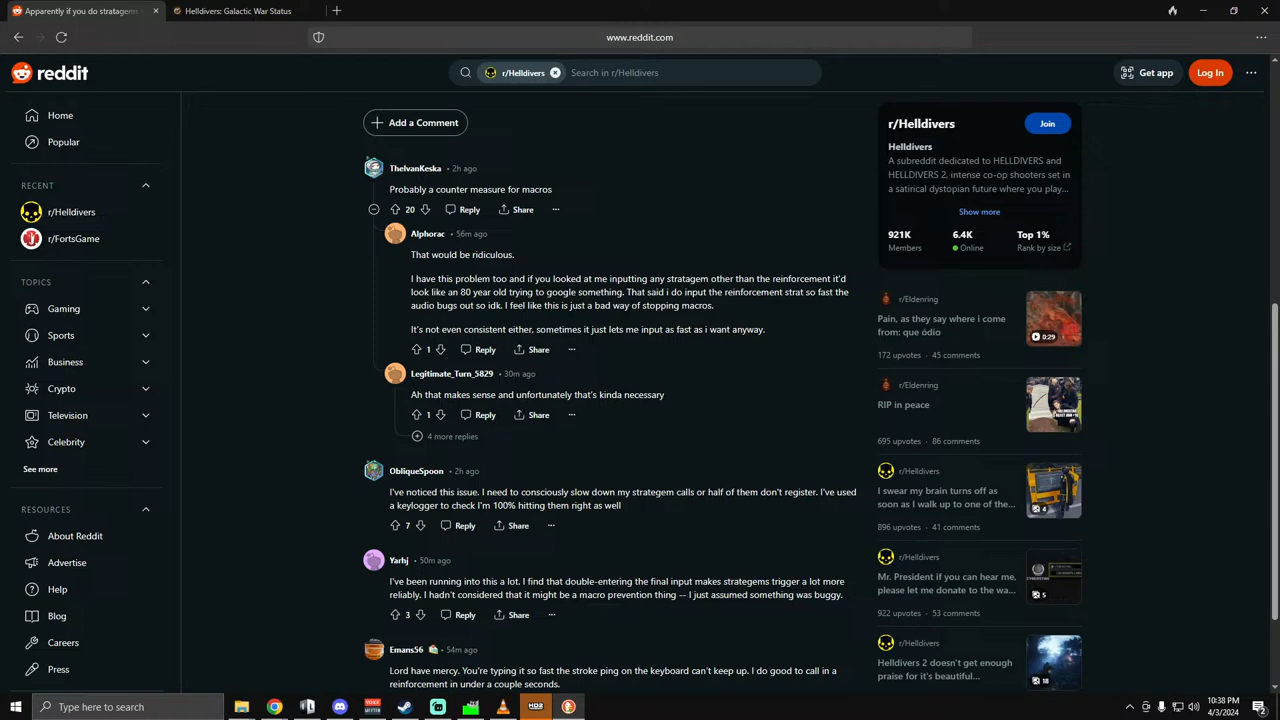 Apparently if you do stratagems
Helldivers: Galactic War Status
www.reddit.com
reddit
r/Helldivers
Search in r/Helldivers
Get app
Log In
Home
Popular
RECENT
r/Helldivers
r/FortsGame
TOPICS
Gaming
Sports
Business
Crypto
Television
Celebrity
See more
RESOURCES
About Reddit
Advertise
Help
Blog
Careers
Press
Add a Comment
TheIvanKeska • 2h ago
Probably a counter measure for macros
20 Reply Share
Alphorac • 56m ago
That would be ridiculous.
I have this problem too and if you looked at me inputing any stratagem other than the reinforcement it'd
look like an 80 year old trying to google something. That said i do input the reinforcement strat so fast the
audio bugs out so idk. I feel like this is just a bad way of stopping macros.
It's not even consistent either, sometimes it just lets me input as fast as i want anyway.
1 Reply Share
Legitimate_Turn_5829 • 30m ago
Ah that makes sense and unfortunately that's kinda necessary
1 Reply Share
4 more replies
ObliqueSpoon • 2h ago
I've noticed this issue. I need to consciously slow down my strategem calls or half of them don't register. I've used
a keylogger to check I'm 100% hitting them right as well
7 Reply Share
Yarhj • 50m ago
I've been running into this a lot. I find that double-entering the final input makes strategems trigger a lot more
reliably. I hadn't considered that it might be a macro prevention thing -- I just assumed something was buggy.
3 Reply Share
Emans56 • 54m ago
Lord have mercy. You're typing it so fast the stroke ping on the keyboard can't keep up. I do good to call in a
reinforcement in under a couple seconds.
r/Helldivers
Join
Helldivers
A subreddit dedicated to HELLDIVERS and
HELLDIVERS 2, intense co-op shooters set in
a satirical dystopian future where you play...
Show more
921K 6.4K Top 1%
Members Online Rank by size
r/Eldenring
Pain, as they say where i come
from: que ódio
0:29
172 upvotes • 45 comments
r/Eldenring
RIP in peace
695 upvotes • 86 comments
r/Helldivers
I swear my brain turns off as
soon as I walk up to one of the...
4
896 upvotes • 41 comments
r/Helldivers
Mr. President if you can hear me,
please let me donate to the wa...
5
922 upvotes • 53 comments
r/Helldivers
Helldivers 2 doesn't get enough
praise for it's beautiful...
18
Type here to search
HD2
10:38 PM
4/3/2024
2